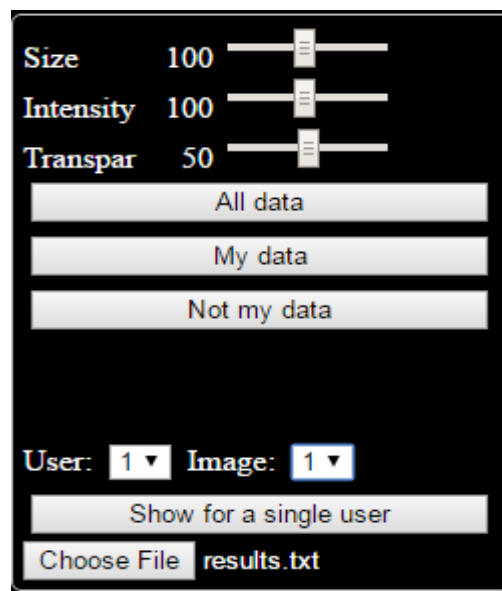 Size 100
Intensity 100
Transpar 50
All data
My data
Not my data
User: 1 Image: 1
Show for a single user
Choose File results.txt